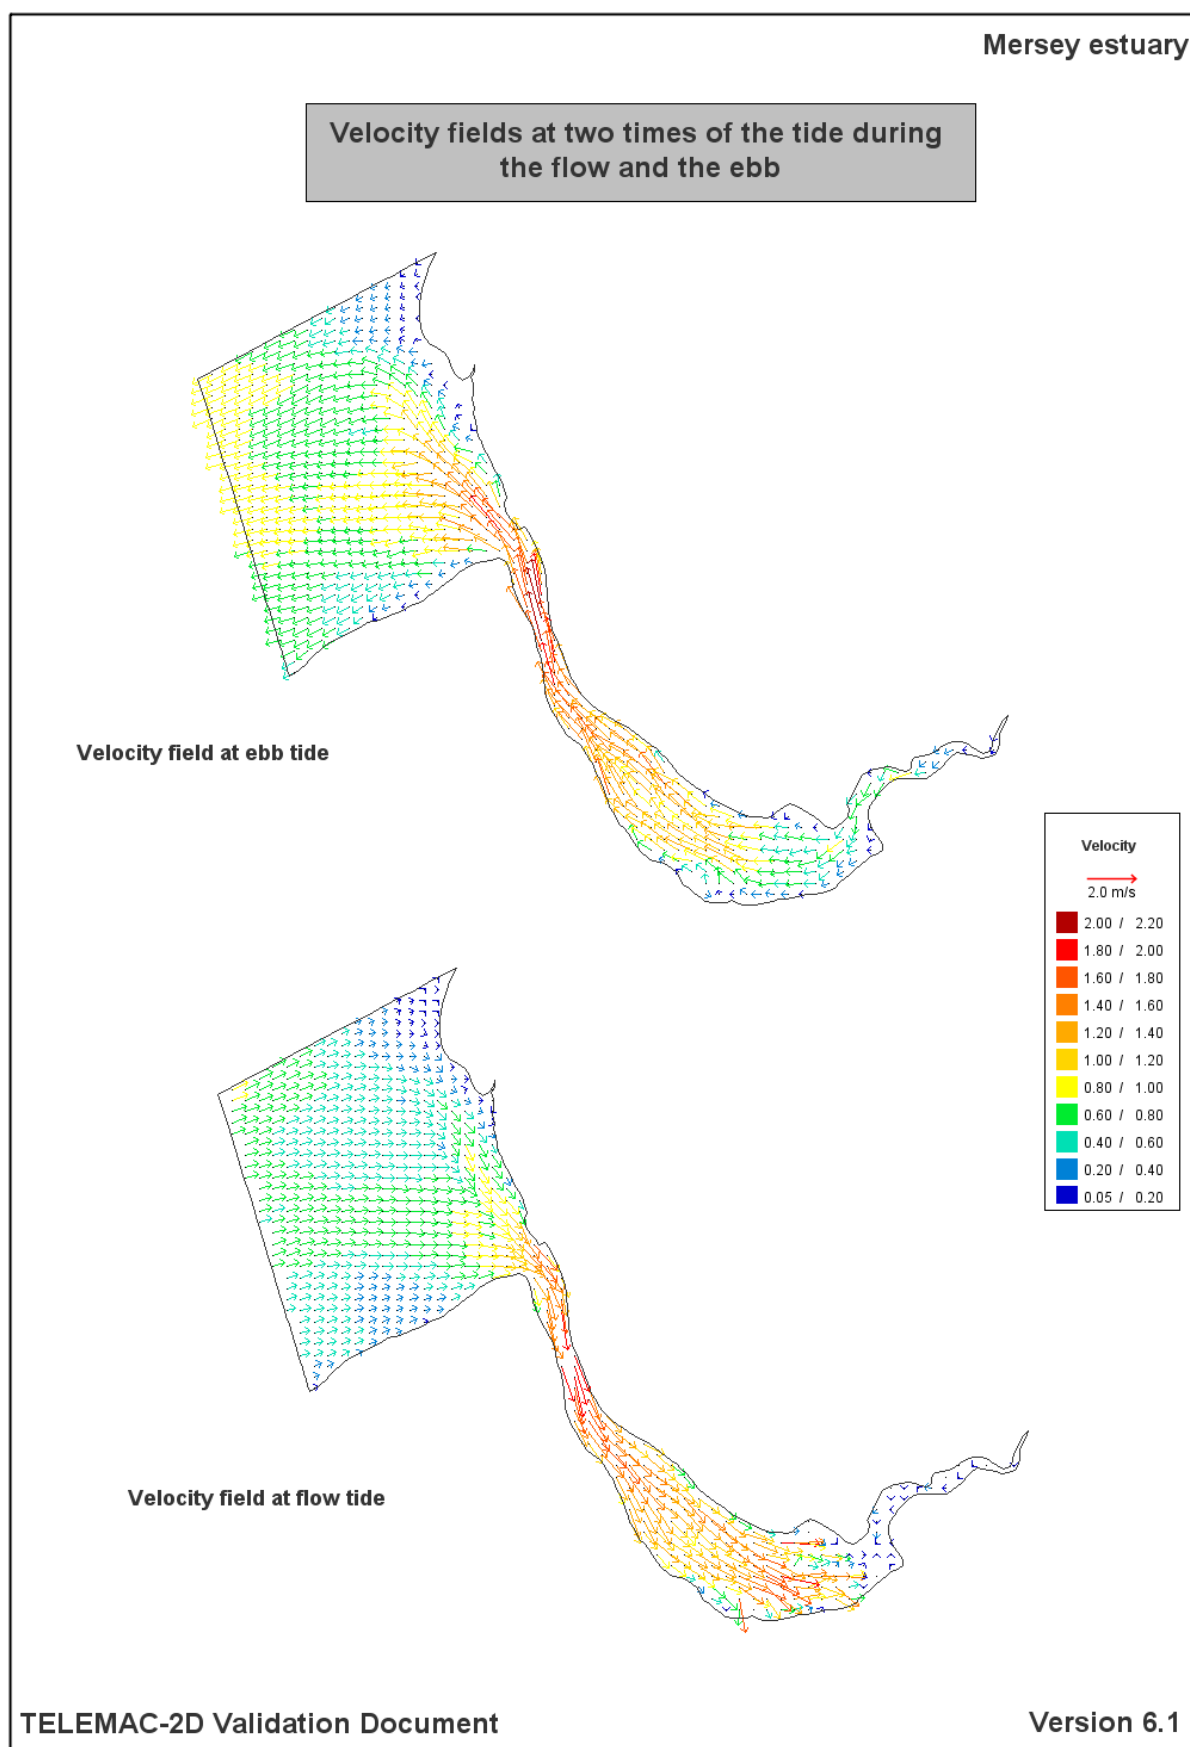 Mersey estuary
Velocity fields at two times of the tide during
the flow and the ebb
Velocity field at ebb tide
Velocity
2.0 m/s
2.00 / 2.20
1.80 / 2.00
1.60 / 1.80
1.40 / 1.60
1.20 / 1.40
1.00 / 1.20
0.80 / 1.00
0.60 / 0.80
0.40 / 0.60
0.20 / 0.40
0.05 / 0.20
Velocity field at flow tide
TELEMAC-2D Validation Document
Version 6.1